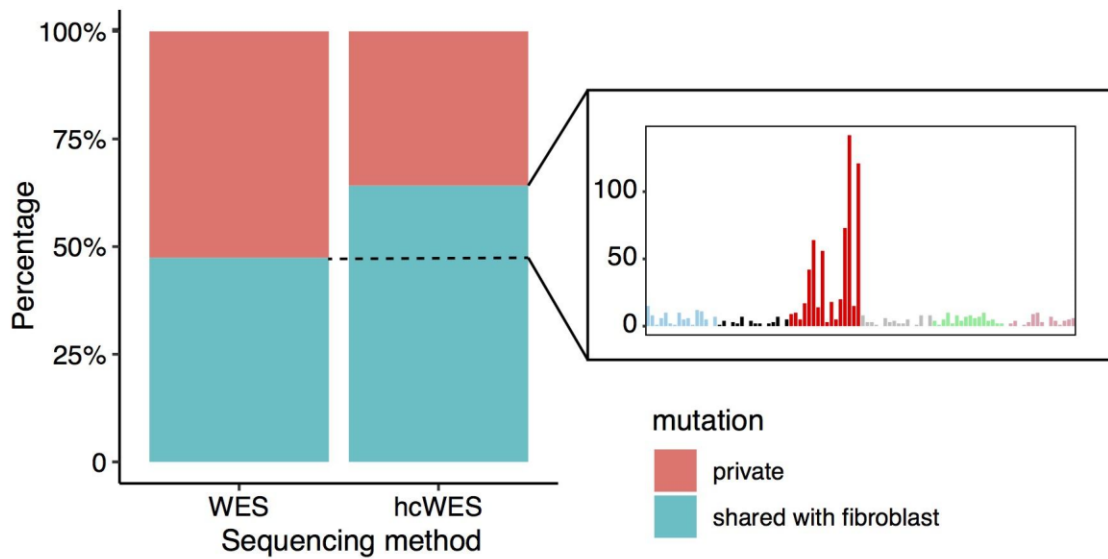 100%
75%
50%
25%
0
Percentage
WES
hcWES
Sequencing method
100
50
0
mutation
private
shared with fibroblast